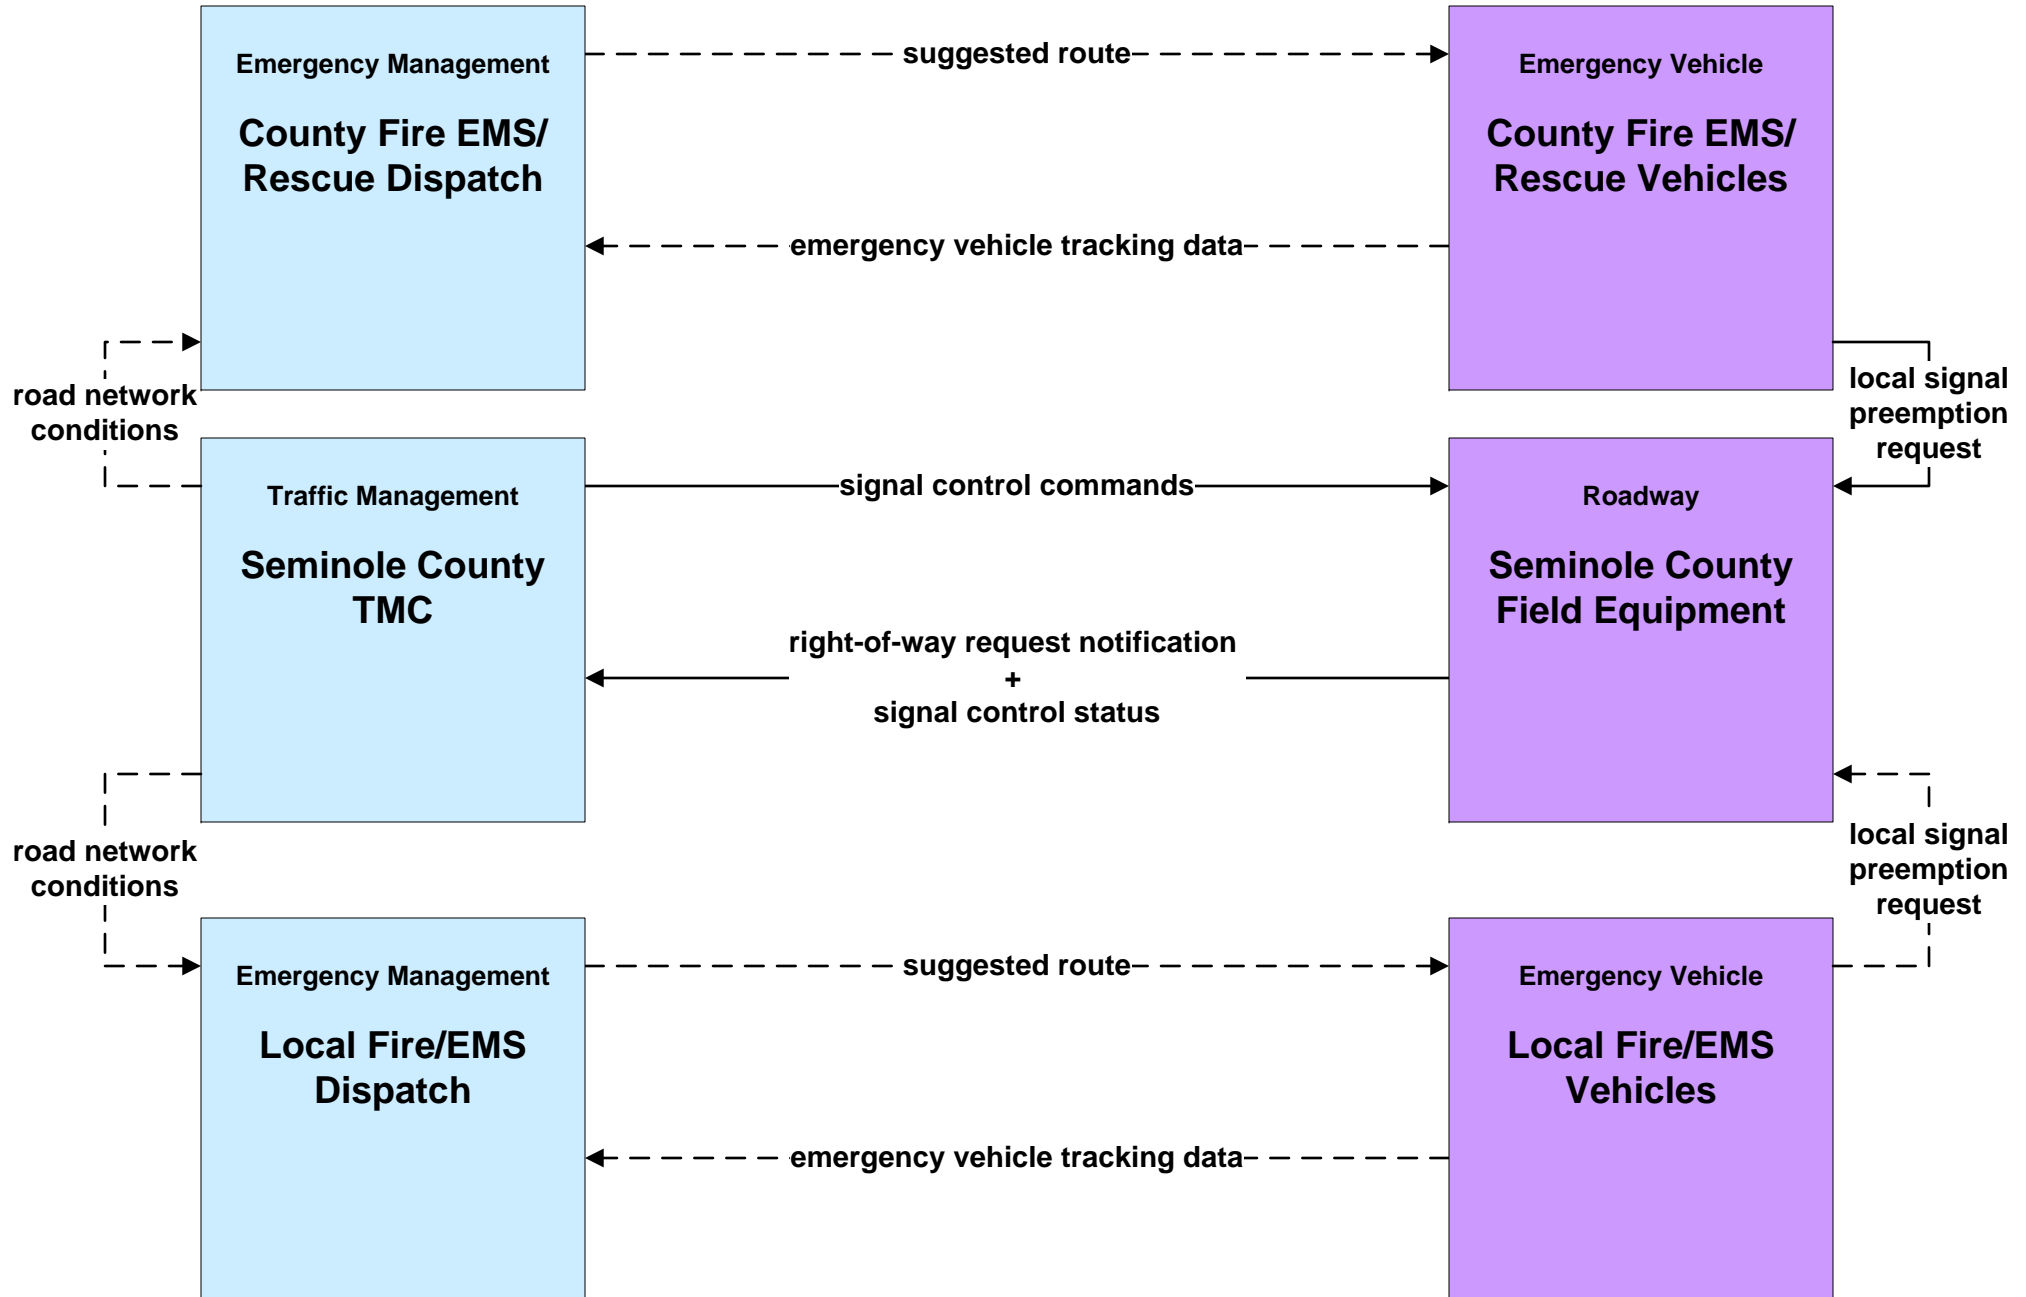 Emergency Management
County Fire EMS/
Rescue Dispatch
suggested route
emergency vehicle tracking data
Emergency Vehicle
County Fire EMS/
Rescue Vehicles
road network
conditions
local signal
preemption
request
Traffic Management
Seminole County
TMC
signal control commands
right-of-way request notification
+
signal control status
Roadway
Seminole County
Field Equipment
road network
conditions
local signal
preemption
request
Emergency Management
Local Fire/EMS
Dispatch
suggested route
emergency vehicle tracking data
Emergency Vehicle
Local Fire/EMS
Vehicles